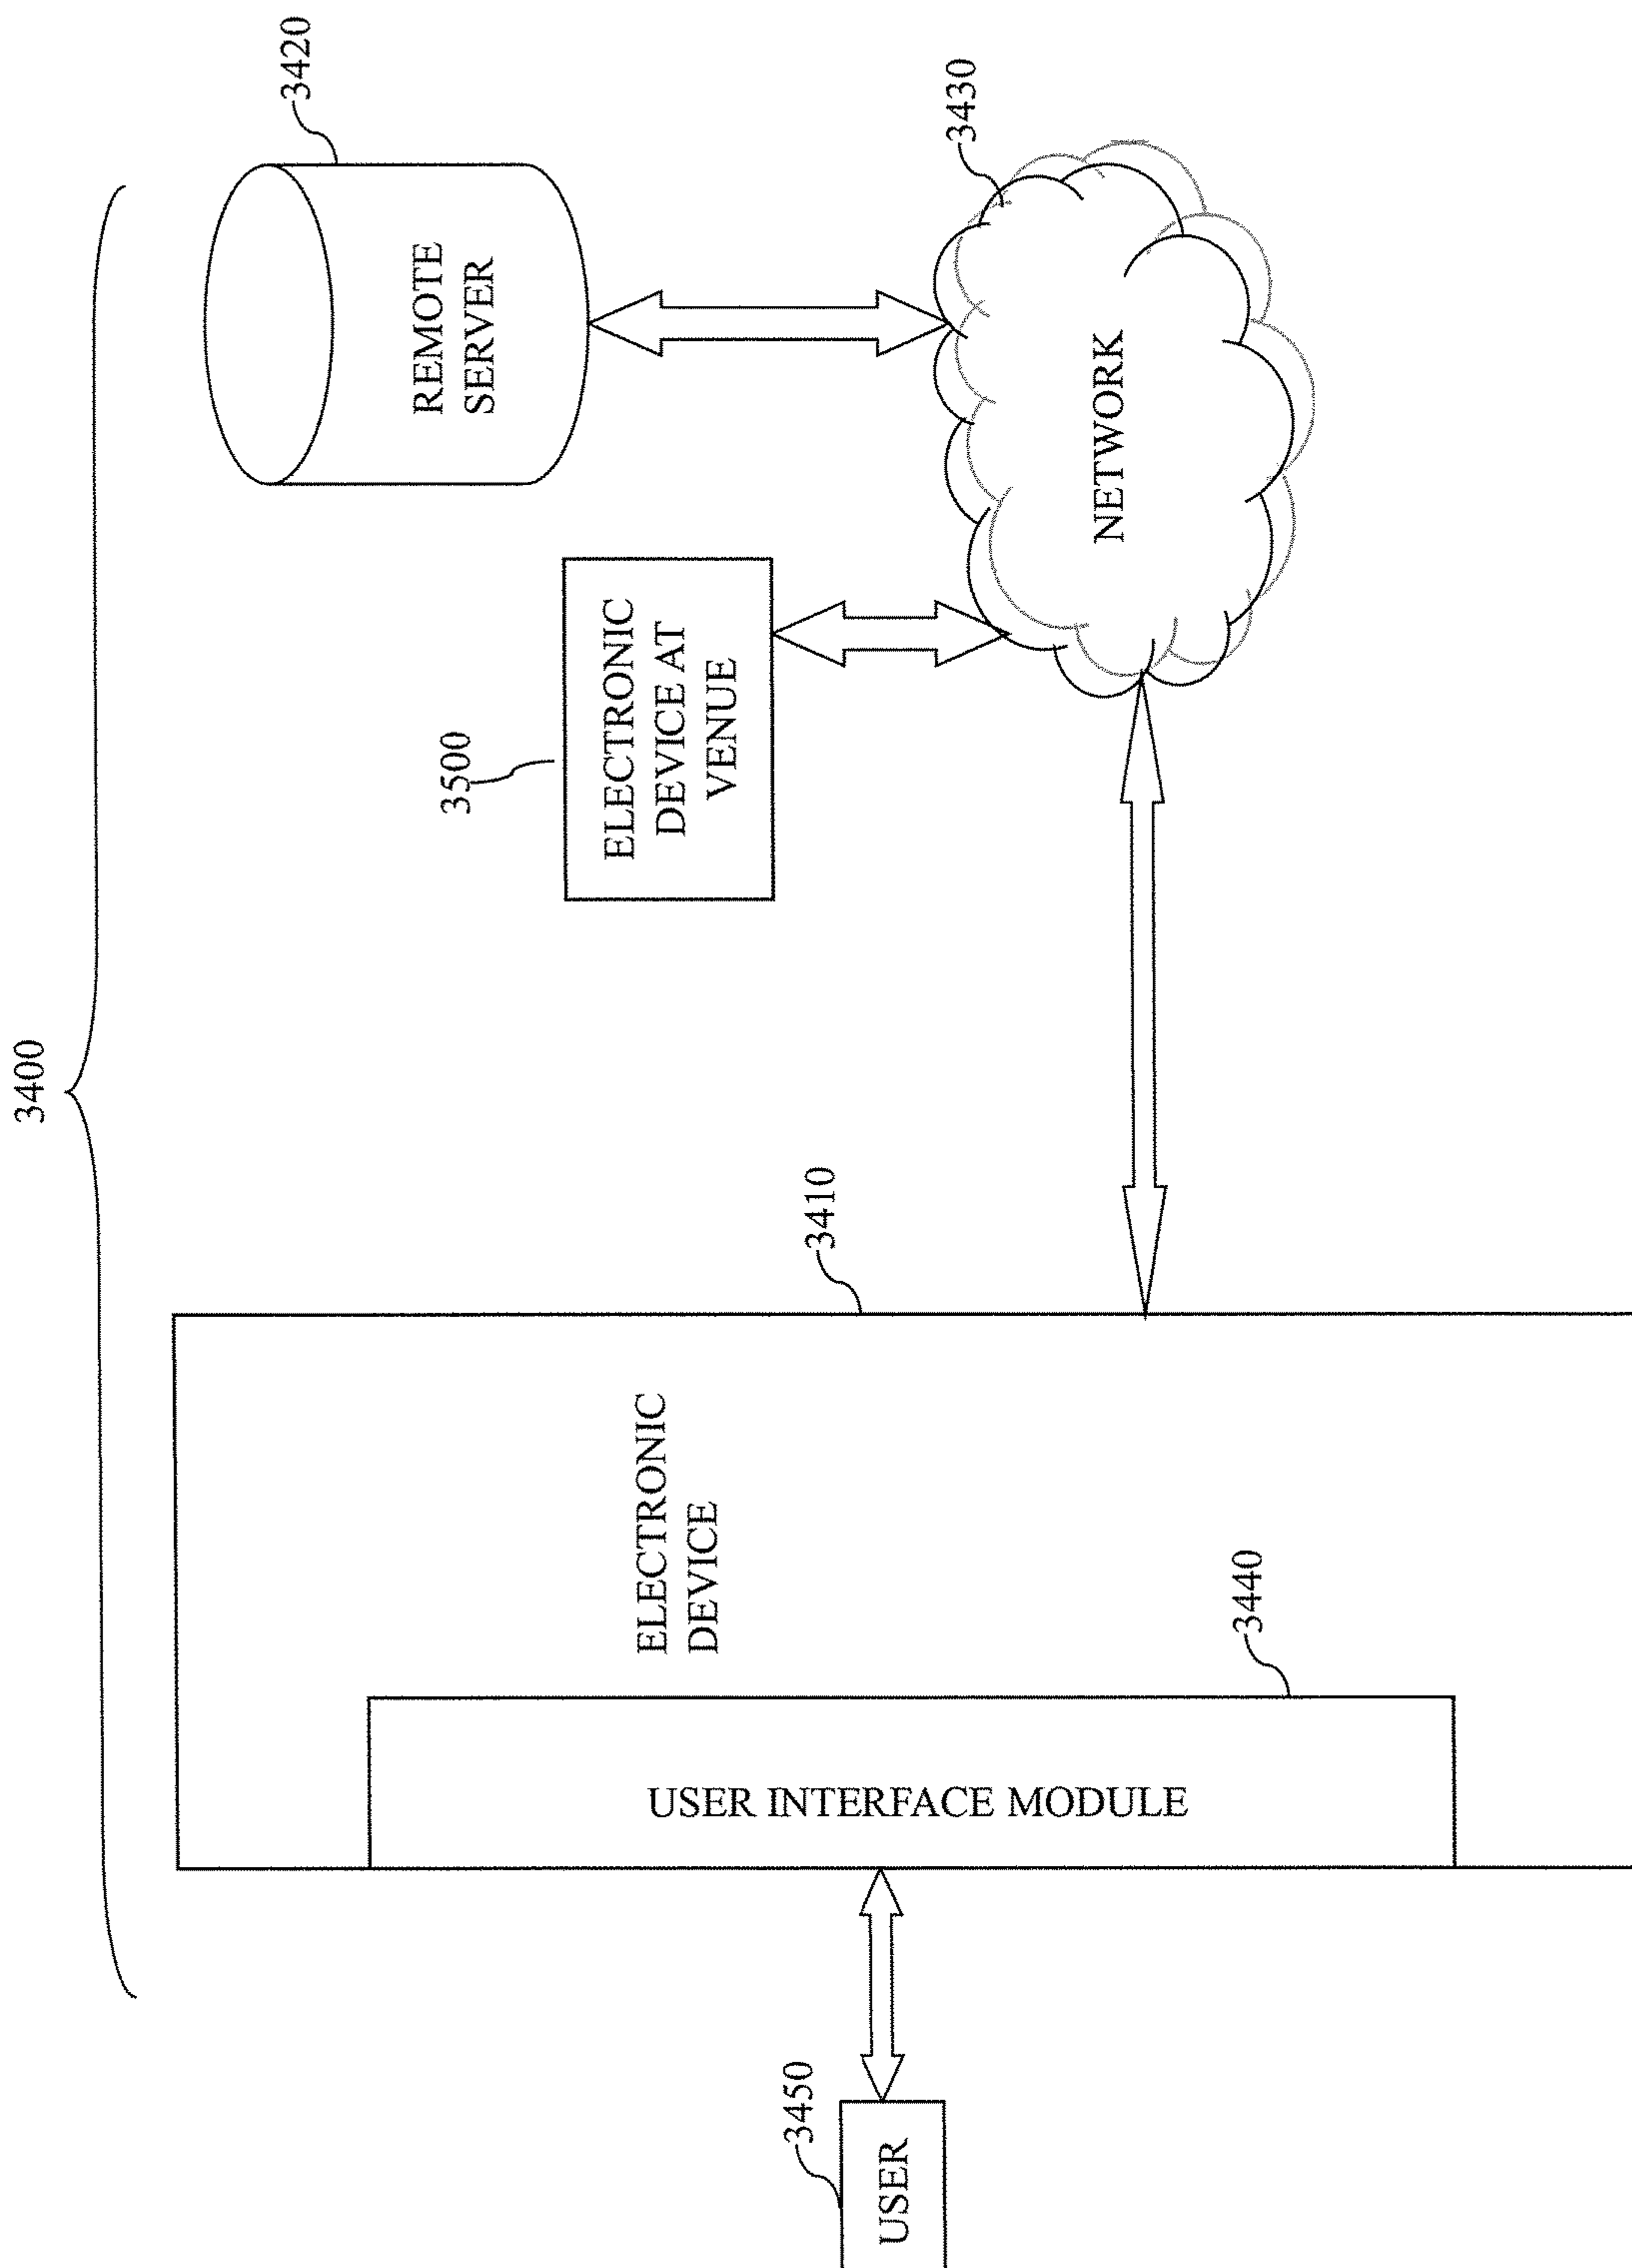 3400
3420
REMOTE
SERVER
3430
NETWORK
3500
ELECTRONIC
DEVICE AT
VENUE
3410
ELECTRONIC
DEVICE
3440
USER INTERFACE MODULE
3450
USER